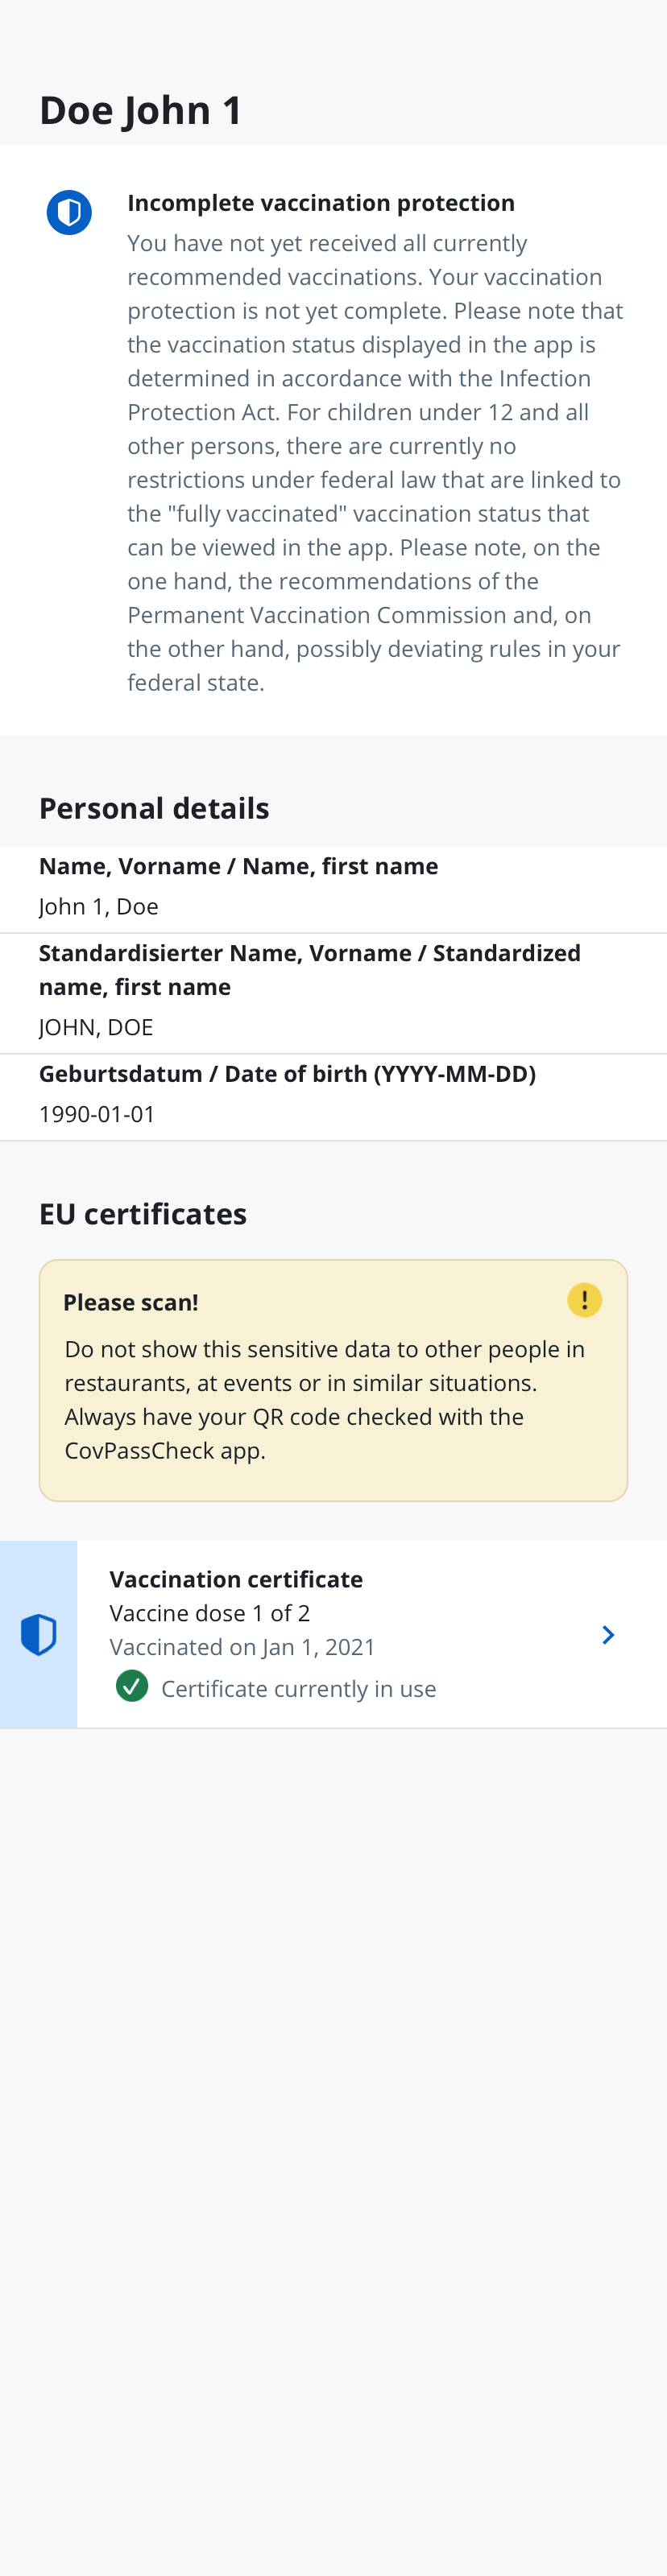 Doe John 1
Incomplete vaccination protection
You have not yet received all currently
recommended vaccinations. Your vaccination
protection is not yet complete. Please note that
the vaccination status displayed in the app is
determined in accordance with the Infection
Protection Act. For children under 12 and all
other persons, there are currently no
restrictions under federal law that are linked to
the "fully vaccinated" vaccination status that
can be viewed in the app. Please note, on the
one hand, the recommendations of the
Permanent Vaccination Commission and, on
the other hand, possibly deviating rules in your
federal state.
Personal details
Name, Vorname / Name, first name
John 1, Doe
Standardisierter Name, Vorname / Standardized
name, first name
JOHN, DOE
Geburtsdatum / Date of birth (YYYY-MM-DD)
1990-01-01
EU certificates
Please scan!
Do not show this sensitive data to other people in
restaurants, at events or in similar situations.
Always have your QR code checked with the
CovPassCheck app.
Vaccination certificate
Vaccine dose 1 of 2
Vaccinated on Jan 1, 2021
Certificate currently in use